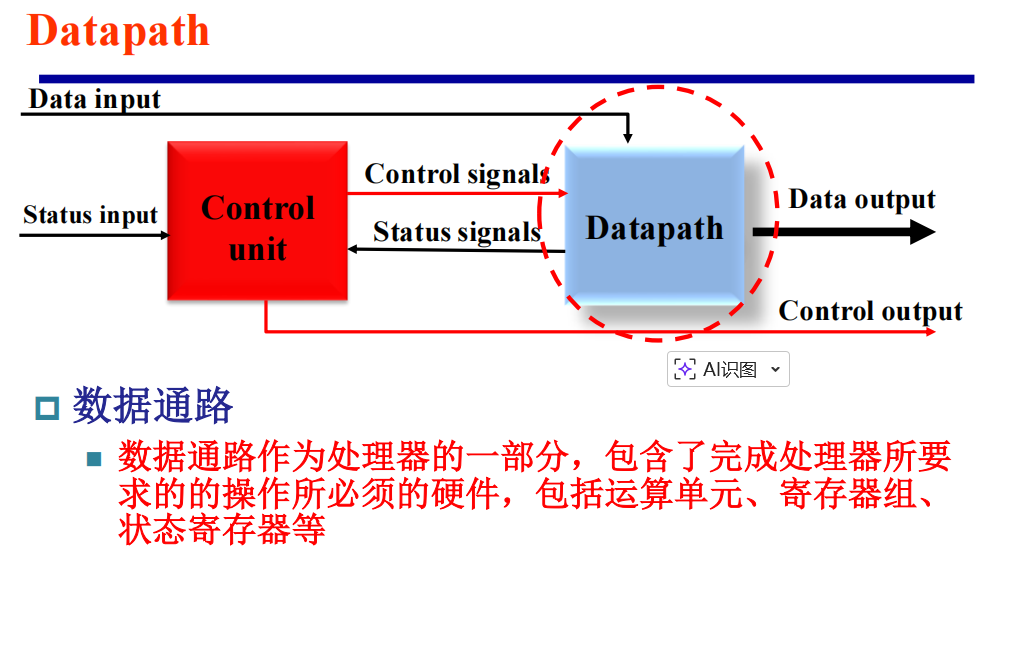 Datapath
Data input
Control signals
Status input
Control
unit
Status signals
Datapath
Data output
Control output
AI识图
数据通路
数据通路作为处理器的一部分，包含了完成处理器所要
求的的操作所必须的硬件，包括运算单元、寄存器组、
状态寄存器等